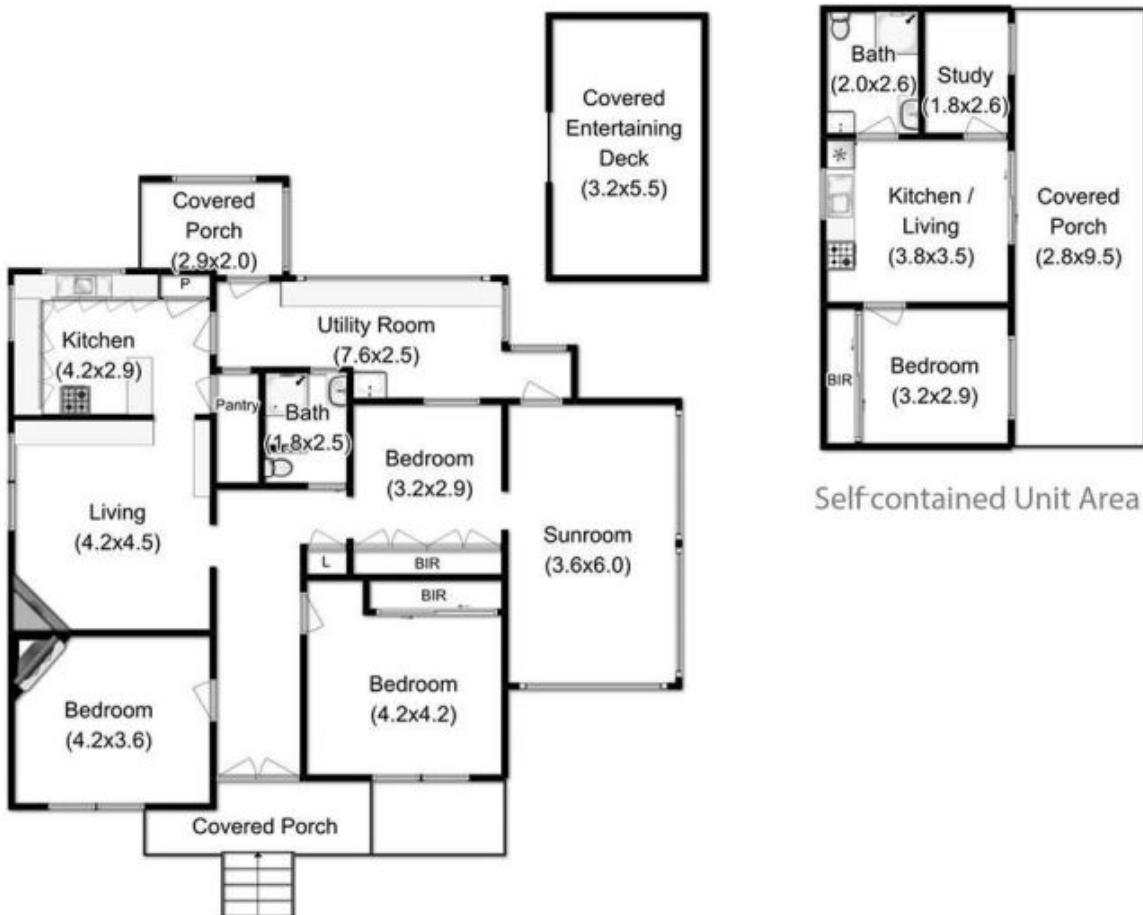 Covered
Entertaining
Deck
(3.2x5.5)
Bath
(2.0x2.6)
Study
(1.8x2.6)
Kitchen /
Living
(3.8x3.5)
Covered
Porch
(2.8x9.5)
BIR
Bedroom
(3.2x2.9)
Self contained Unit Area
Covered
Porch
(2.9x2.0)
P
Kitchen
(4.2x2.9)
Utility Room
(7.6x2.5)
Pantry
Bath
(1.8x2.5)
Bedroom
(3.2x2.9)
Living
(4.2x4.5)
L
BIR
Sunroom
(3.6x6.0)
BIR
Bedroom
(4.2x3.6)
Bedroom
(4.2x4.2)
Covered Porch